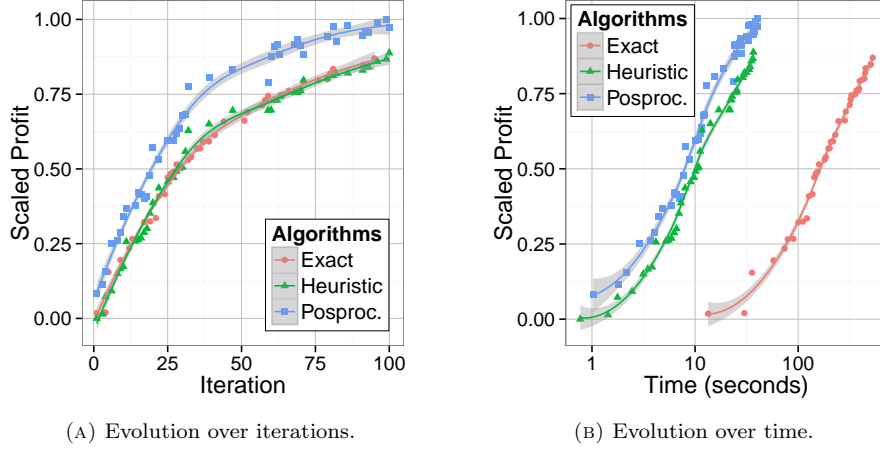 1.00
0.75
0.50
0.25
0.00
Scaled Profit
Algorithms
Exact
Heuristic
Posproc.
0 25 50 75 100
Iteration
(A) Evolution over iterations.
1.00
0.75
0.50
0.25
0.00
Scaled Profit
Algorithms
Exact
Heuristic
Posproc.
1 10 100
Time (seconds)
(B) Evolution over time.